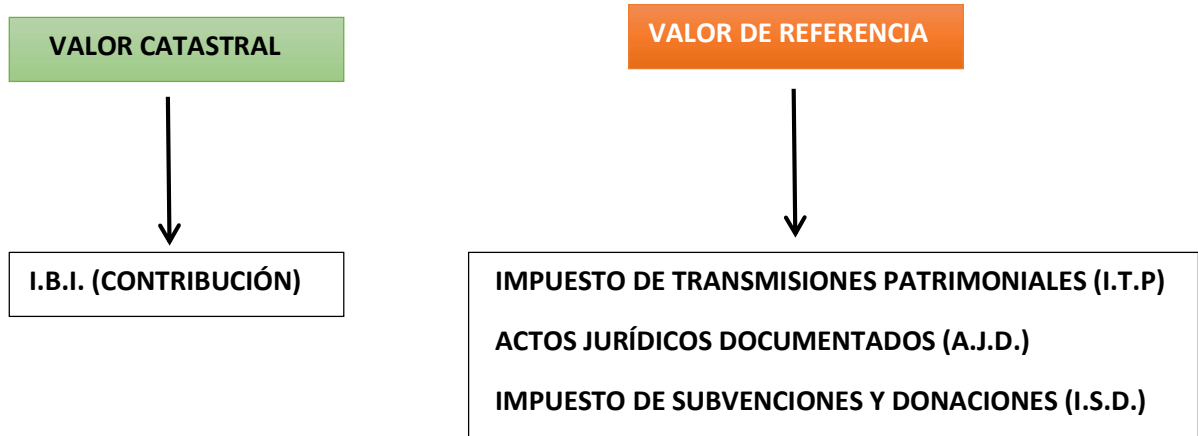 VALOR CATASTRAL
VALOR DE REFERENCIA
I.B.I. (CONTRIBUCIÓN)
IMPUESTO DE TRANSMISIONES PATRIMONIALES (I.T.P)
ACTOS JURÍDICOS DOCUMENTADOS (A.J.D.)
IMPUESTO DE SUBVENCIONES Y DONACIONES (I.S.D.)